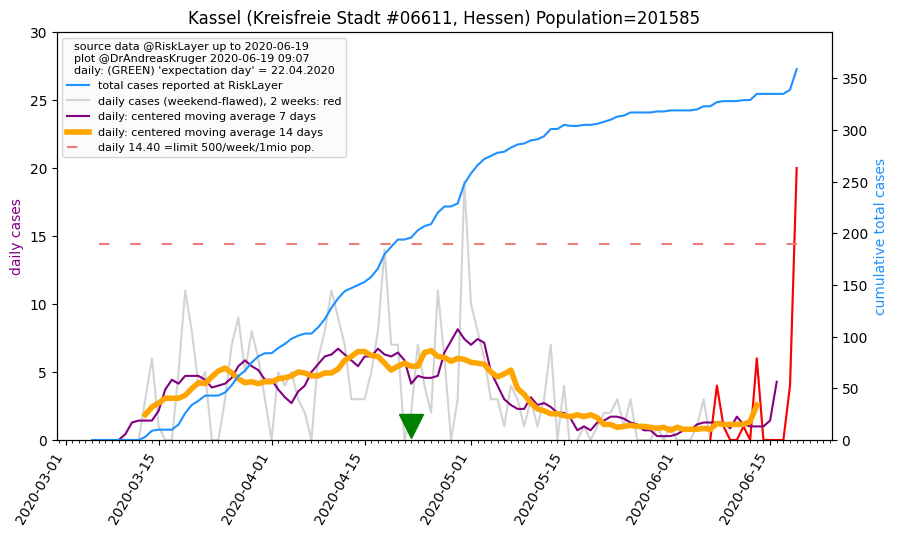 Kassel (Kreisfreie Stadt #06611, Hessen) Population=201585
source data @RiskLayer up to 2020-06-19
plot @DrAndreasKruger 2020-06-19 09:07
daily: (GREEN) 'expectation day' = 22.04.2020
total cases reported at RiskLayer
daily cases (weekend-flawed), 2 weeks: red
daily: centered moving average 7 days
daily: centered moving average 14 days
daily 14.40 =limit 500/week/1mio pop.
daily cases
30
25
20
15
10
5
0
cumulative total cases
350
300
250
200
150
100
50
0
2020-03-01
2020-03-15
2020-04-01
2020-04-15
2020-05-01
2020-05-15
2020-06-01
2020-06-15